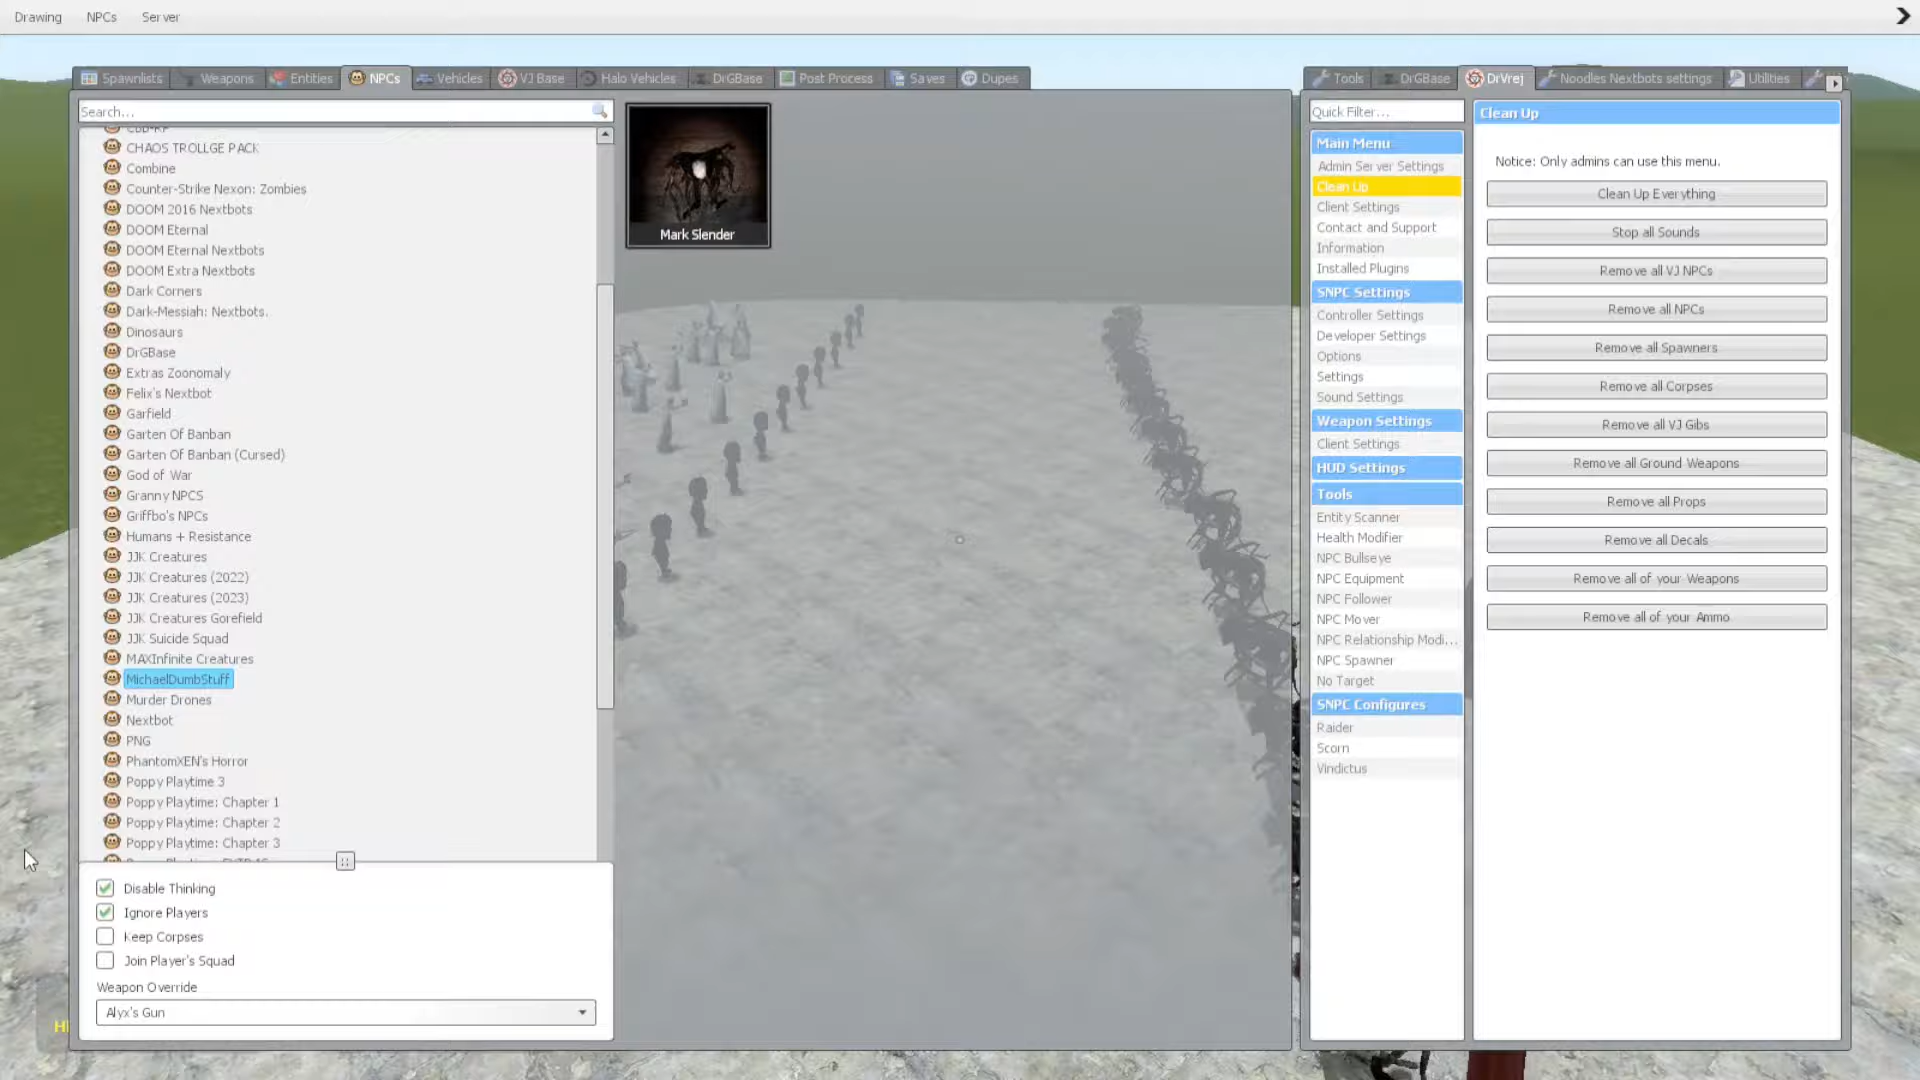 Drawing NPCs Server
Spawnlists Weapons Entities NPCs Vehicles VJ Base Halo Vehicles DrGBase Post Process Saves Dupes
Search...
CHAOS TROLLGE PACK
Combine
Counter-Strike Nexon: Zombies
DOOM 2016 Nextbots
DOOM Eternal
DOOM Eternal Nextbots
DOOM Extra Nextbots
Dark Corners
Dark-Messiah: Nextbots.
Dinosaurs
DrGBase
Extras Zoonomaly
Felix's Nextbot
Garfield
Garten Of Banban
Garten Of Banban (Cursed)
God of War
Granny NPCS
Griffbo's NPCs
Humans + Resistance
JJK Creatures
JJK Creatures (2022)
JJK Creatures (2023)
JJK Creatures Gorefield
JJK Suicide Squad
MAXInfinite Creatures
MichaelDumbStuff
Murder Drones
Nextbot
PNG
PhantomXEN's Horror
Poppy Playtime 3
Poppy Playtime: Chapter 1
Poppy Playtime: Chapter 2
Poppy Playtime: Chapter 3
Disable Thinking
Ignore Players
Keep Corpses
Join Player's Squad
Weapon Override
Alyx's Gun
Mark Slender
Tools DrGBase DrVrej Noodles Nextbots settings Utilities
Quick Filter...
Main Menu
Admin Server Settings
Clean Up
Client Settings
Contact and Support
Information
Installed Plugins
SNPC Settings
Controller Settings
Developer Settings
Options
Settings
Sound Settings
Weapon Settings
Client Settings
HUD Settings
Tools
Entity Scanner
Health Modifier
NPC Bullseye
NPC Equipment
NPC Follower
NPC Mover
NPC Relationship Modi...
NPC Spawner
No Target
SNPC Configures
Raider
Scorn
Vindictus
Clean Up
Notice: Only admins can use this menu.
Clean Up Everything
Stop all Sounds
Remove all VJ NPCs
Remove all NPCs
Remove all Spawners
Remove all Corpses
Remove all VJ Gibs
Remove all Ground Weapons
Remove all Props
Remove all Decals
Remove all of your Weapons
Remove all of your Ammo